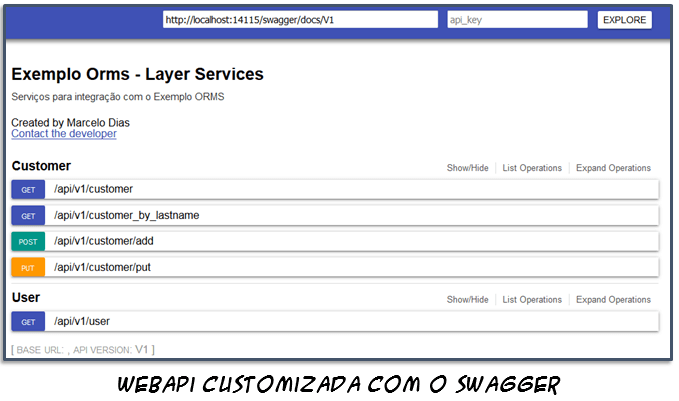 http://localhost:14115/swagger/docs/V1 api_key EXPLORE
Exemplo Orms - Layer Services
Serviços para integração com o Exemplo ORMS
Created by Marcelo Dias
Contact the developer
Customer Show/Hide List Operations Expand Operations
GET /api/v1/customer
GET /api/v1/customer_by_lastname
POST /api/v1/customer/add
PUT /api/v1/customer/put
User Show/Hide List Operations Expand Operations
GET /api/v1/user
[ BASE URL: , API VERSION: V1 ]
WEBAPI CUSTOMIZADA COM O SWAGGER